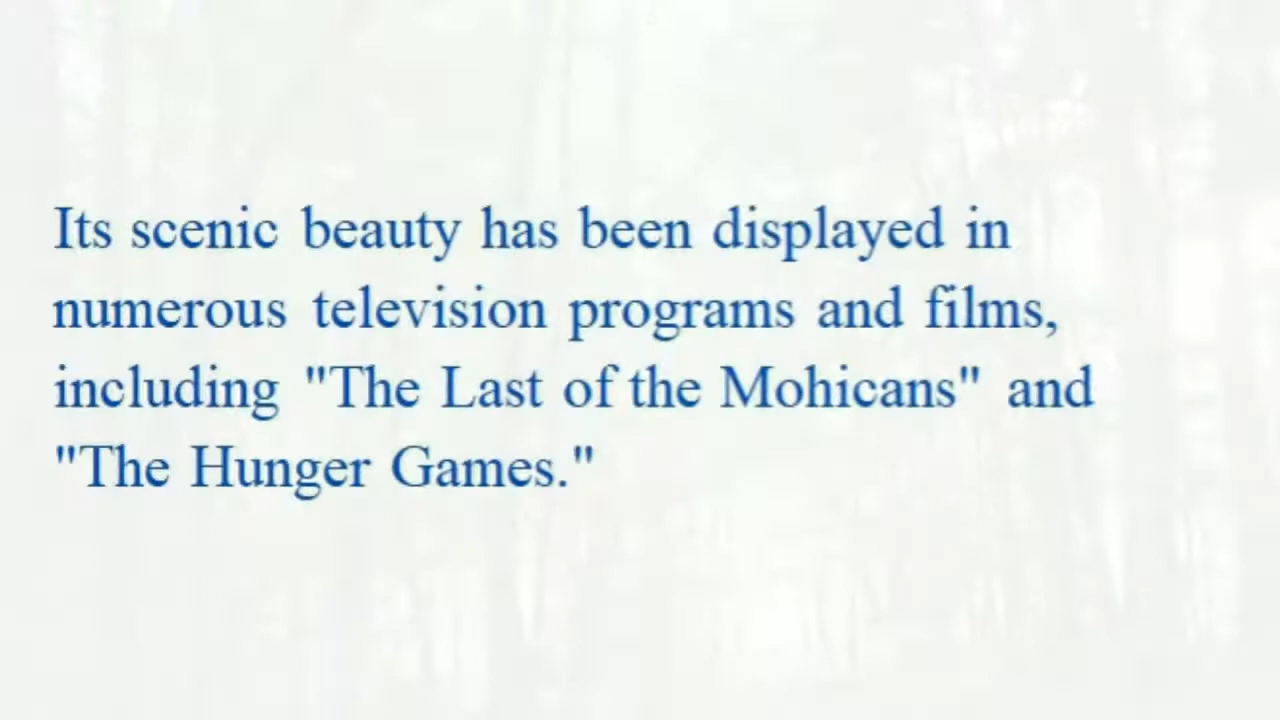 Its scenic beauty has been displayed in
numerous television programs and films,
including "The Last of the Mohicans" and
"The Hunger Games."